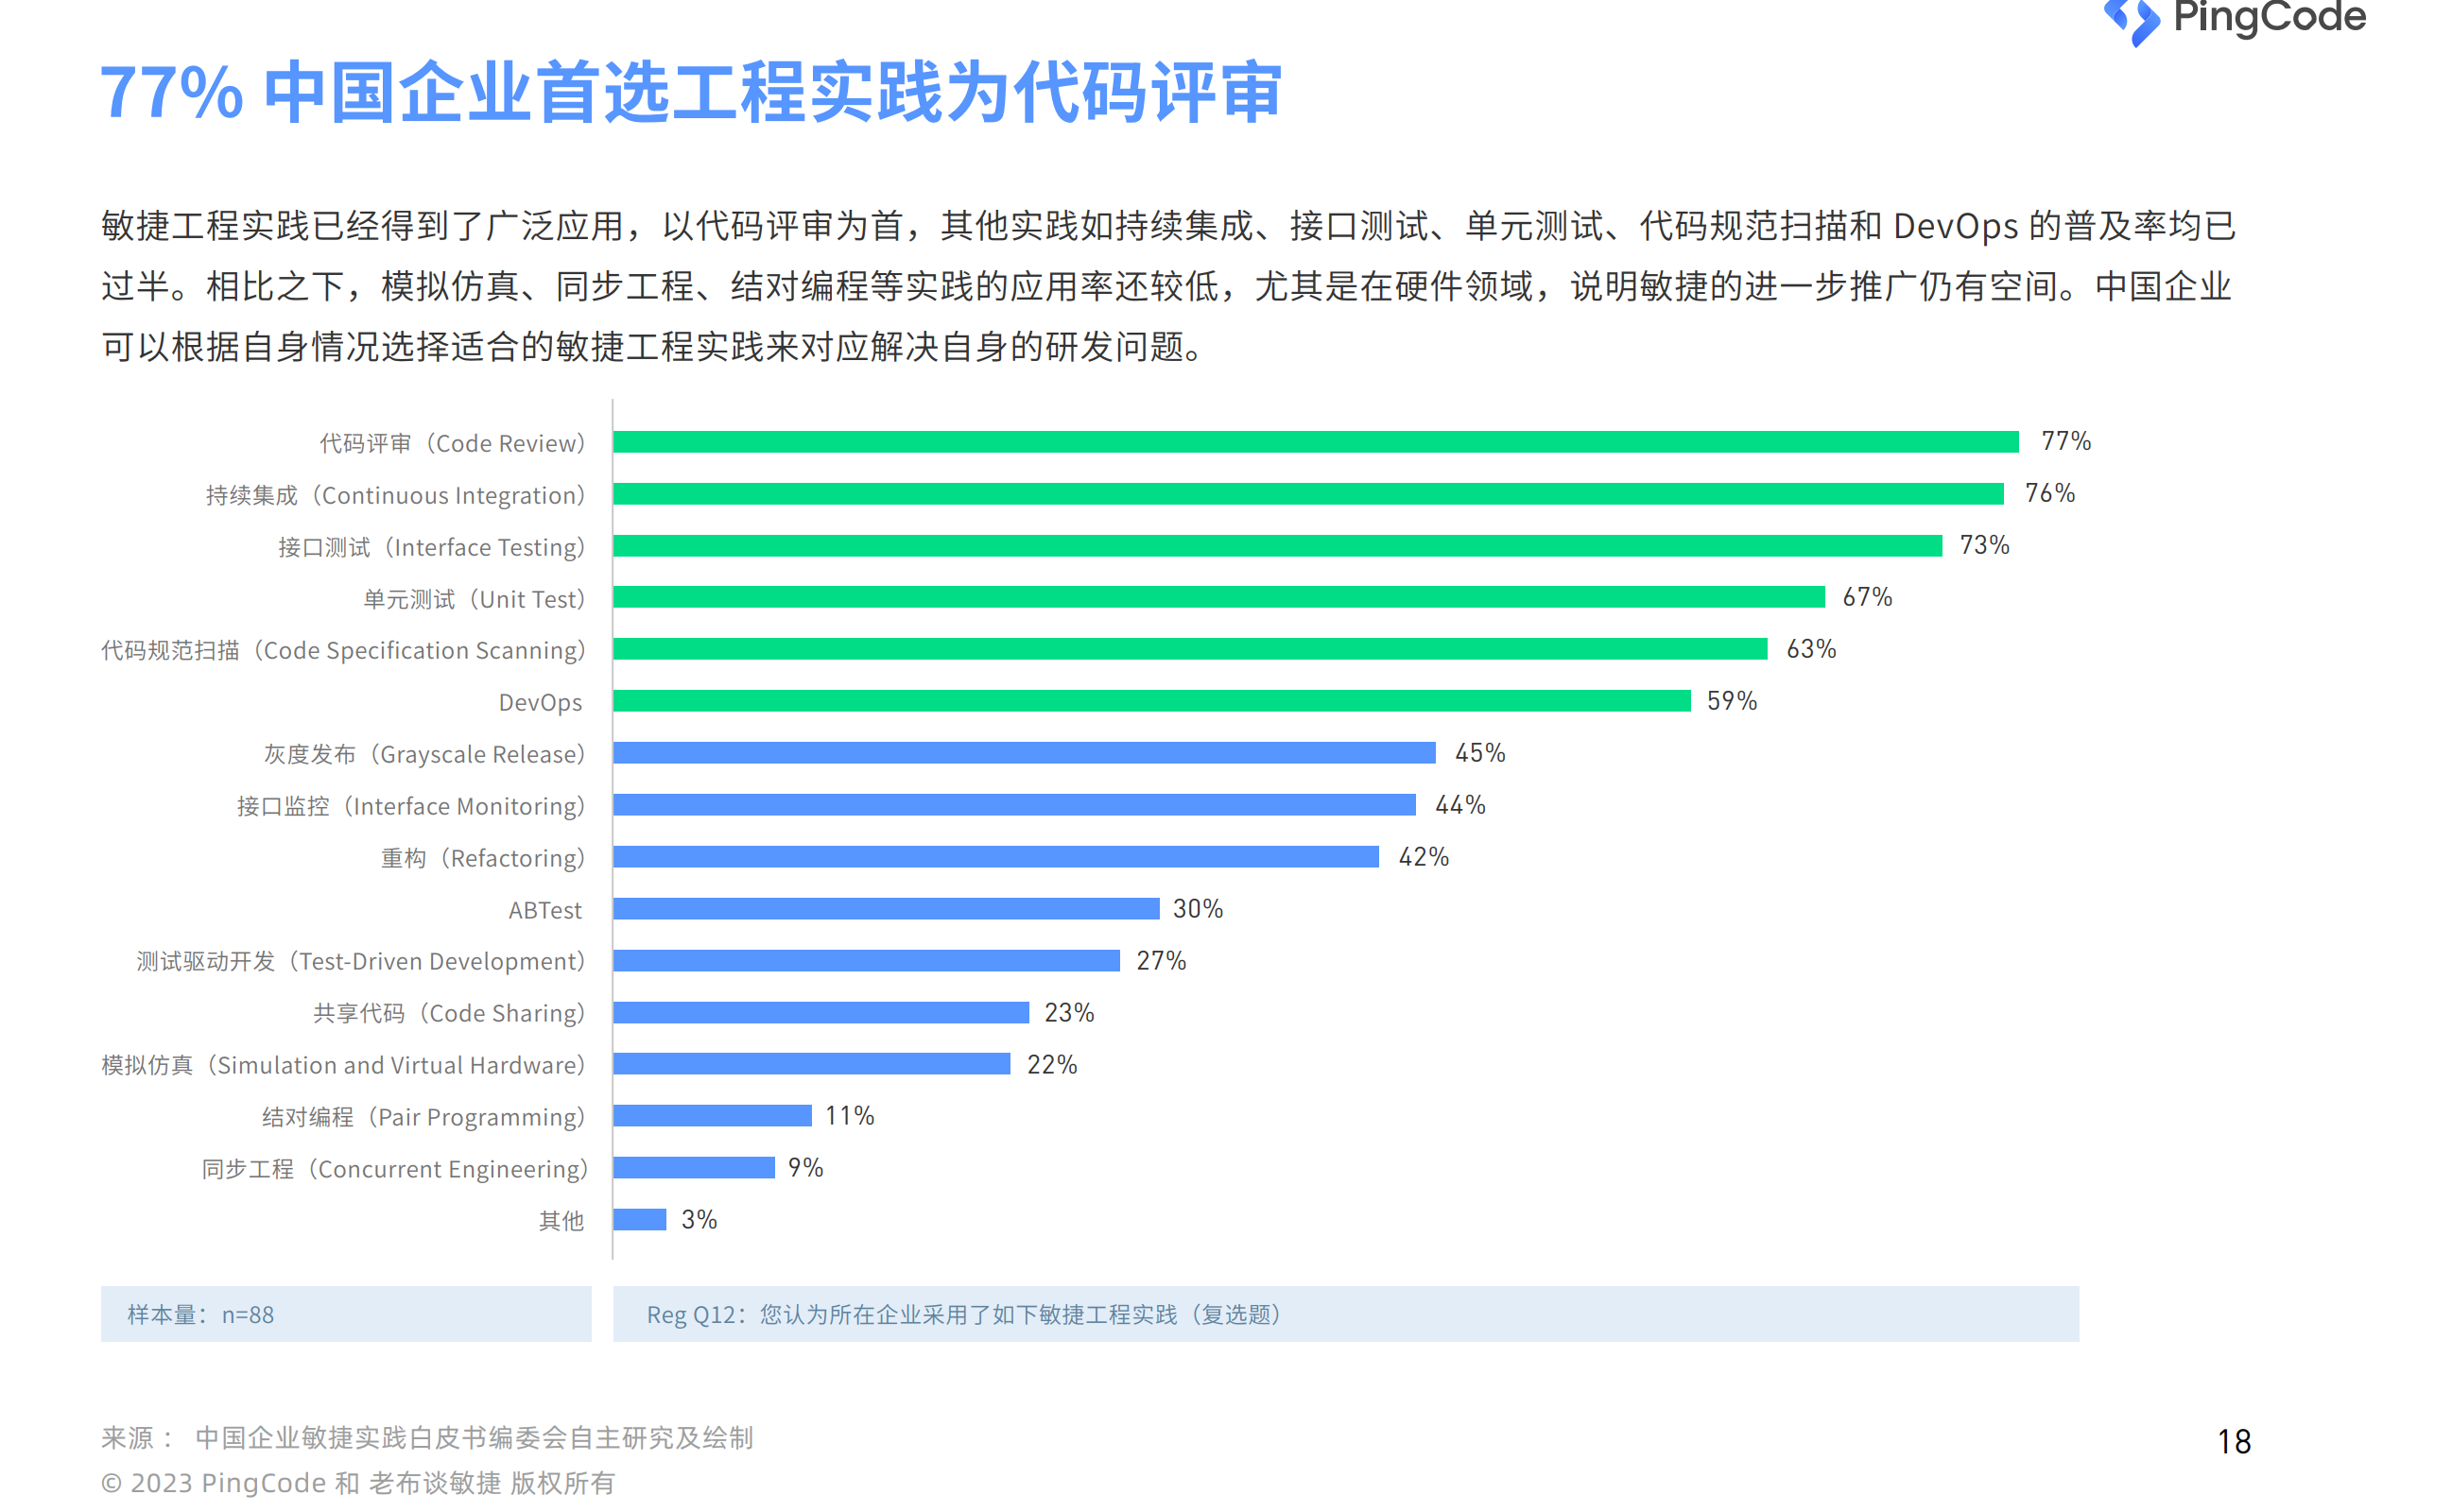 PingCode
77% 中国企业首选工程实践为代码评审
敏捷工程实践已经得到了广泛应用，以代码评审为首，其他实践如持续集成、接口测试、单元测试、代码规范扫描和 DevOps 的普及率均已
过半。相比之下，模拟仿真、同步工程、结对编程等实践的应用率还较低，尤其是在硬件领域，说明敏捷的进一步推广仍有空间。中国企业
可以根据自身情况选择适合的敏捷工程实践来对应解决自身的研发问题。
代码评审（Code Review） 77%
持续集成（Continuous Integration） 76%
接口测试（Interface Testing） 73%
单元测试（Unit Test） 67%
代码规范扫描（Code Specification Scanning） 63%
DevOps 59%
灰度发布（Grayscale Release） 45%
接口监控（Interface Monitoring） 44%
重构（Refactoring） 42%
ABTest 30%
测试驱动开发（Test-Driven Development） 27%
共享代码（Code Sharing） 23%
模拟仿真（Simulation and Virtual Hardware） 22%
结对编程（Pair Programming） 11%
同步工程（Concurrent Engineering） 9%
其他 3%
样本量：n=88
Reg Q12：您认为所在企业采用了如下敏捷工程实践（复选题）
来源： 中国企业敏捷实践白皮书编委会自主研究及绘制
© 2023 PingCode 和 老布谈敏捷 版权所有
18